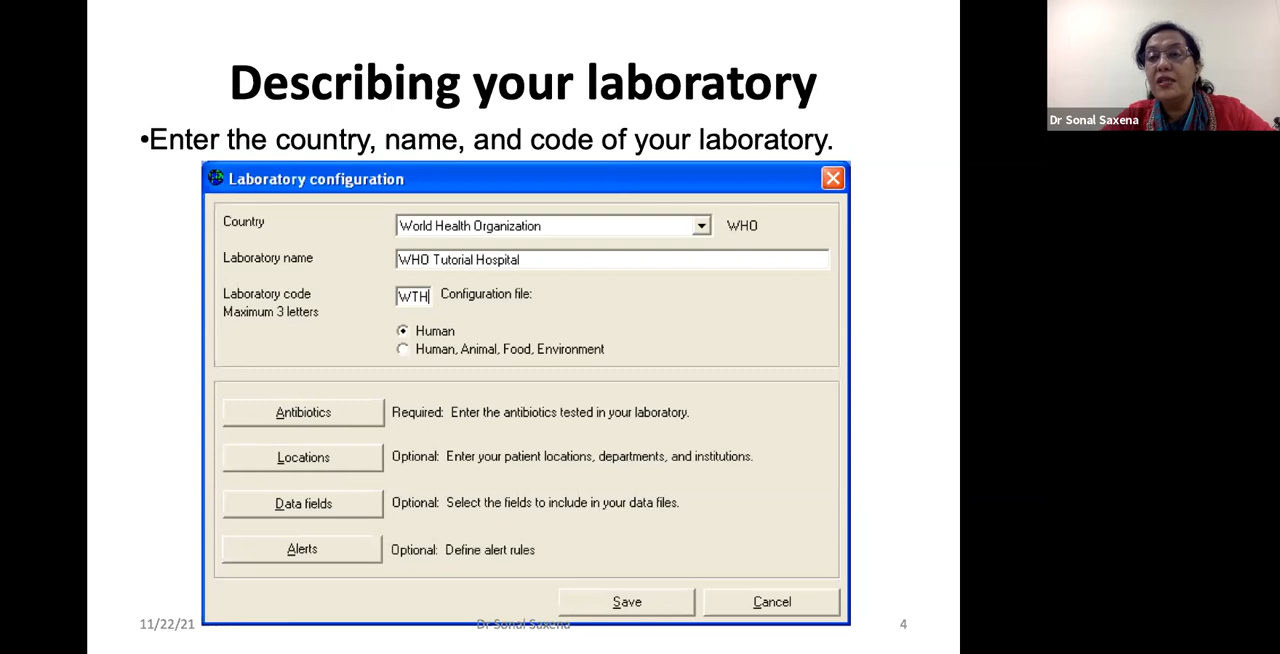 Describing your laboratory
•Enter the country, name, and code of your laboratory.
Laboratory configuration
Country
World Health Organization
WHO
Laboratory name
WHO Tutorial Hospital
Laboratory code
Maximum 3 letters
WTH
Configuration file:
Human
Human, Animal, Food, Environment
Antibiotics
Required: Enter the antibiotics tested in your laboratory.
Locations
Optional: Enter your patient locations, departments, and institutions.
Data fields
Optional: Select the fields to include in your data files.
Alerts
Optional: Define alert rules
Save
Cancel
11/22/21
Dr Sonal Saxena
4
Dr Sonal Saxena